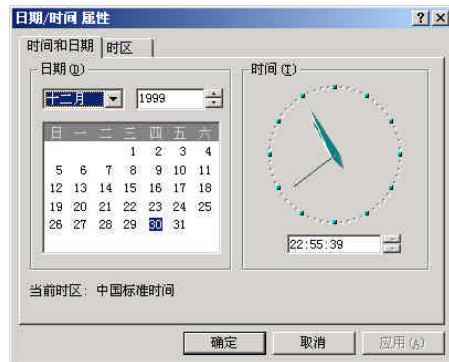 日期/时间 属性
时间和日期 时区
日期(D) 时间(T)
十二月 1999
日 一 二 三 四 五 六
1 2 3 4
5 6 7 8 9 10 11
12 13 14 15 16 17 18
19 20 21 22 23 24 25
26 27 28 29 30 31
22:55:39
当前时区: 中国标准时间
确定 取消 应用(A)